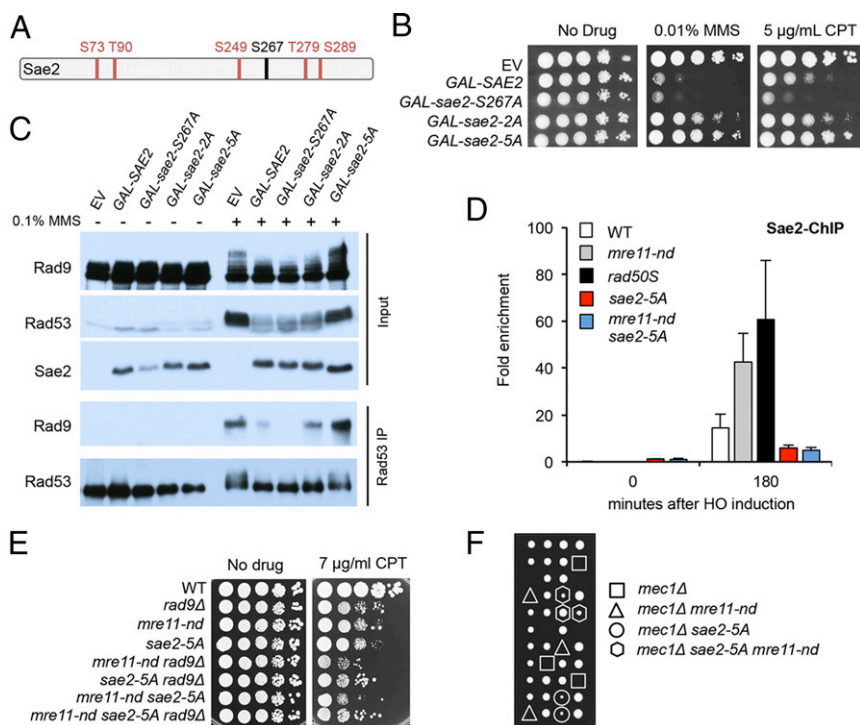 A
S73 T90 S249 S267 T279 S289
Sae2
B
No Drug 0.01% MMS 5 µg/mL CPT
EV
GAL-SAE2
GAL-sae2-S267A
GAL-sae2-2A
GAL-sae2-5A
C
EV GAL-SAE2 GAL-sae2-S267A GAL-sae2-2A GAL-sae2-5A EV GAL-SAE2 GAL-sae2-S267A GAL-sae2-2A GAL-sae2-5A
0.1% MMS - - - - - + + + + +
Rad9
Rad53
Sae2
Input
Rad9
Rad53
Rad53 IP
D
Sae2-ChIP
WT
mre11-nd
rad50S
sae2-5A
mre11-nd
sae2-5A
Fold enrichment
100
80
60
40
20
0
0 180
minutes after HO induction
E
No drug 7 µg/ml CPT
WT
rad9Δ
mre11-nd
sae2-5A
mre11-nd rad9Δ
sae2-5A rad9Δ
mre11-nd sae2-5A
mre11-nd sae2-5A rad9Δ
F
mec1Δ
mec1Δ mre11-nd
mec1Δ sae2-5A
mec1Δ sae2-5A mre11-nd